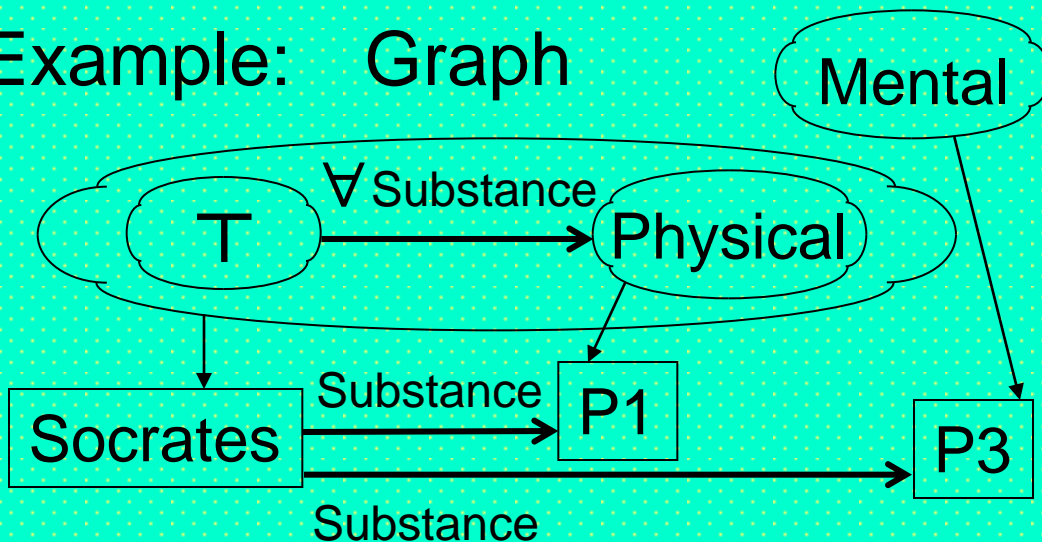 Example: Graph
Mental
∀ Substance
⊤
Physical
Substance
P1
Socrates
P3
Substance